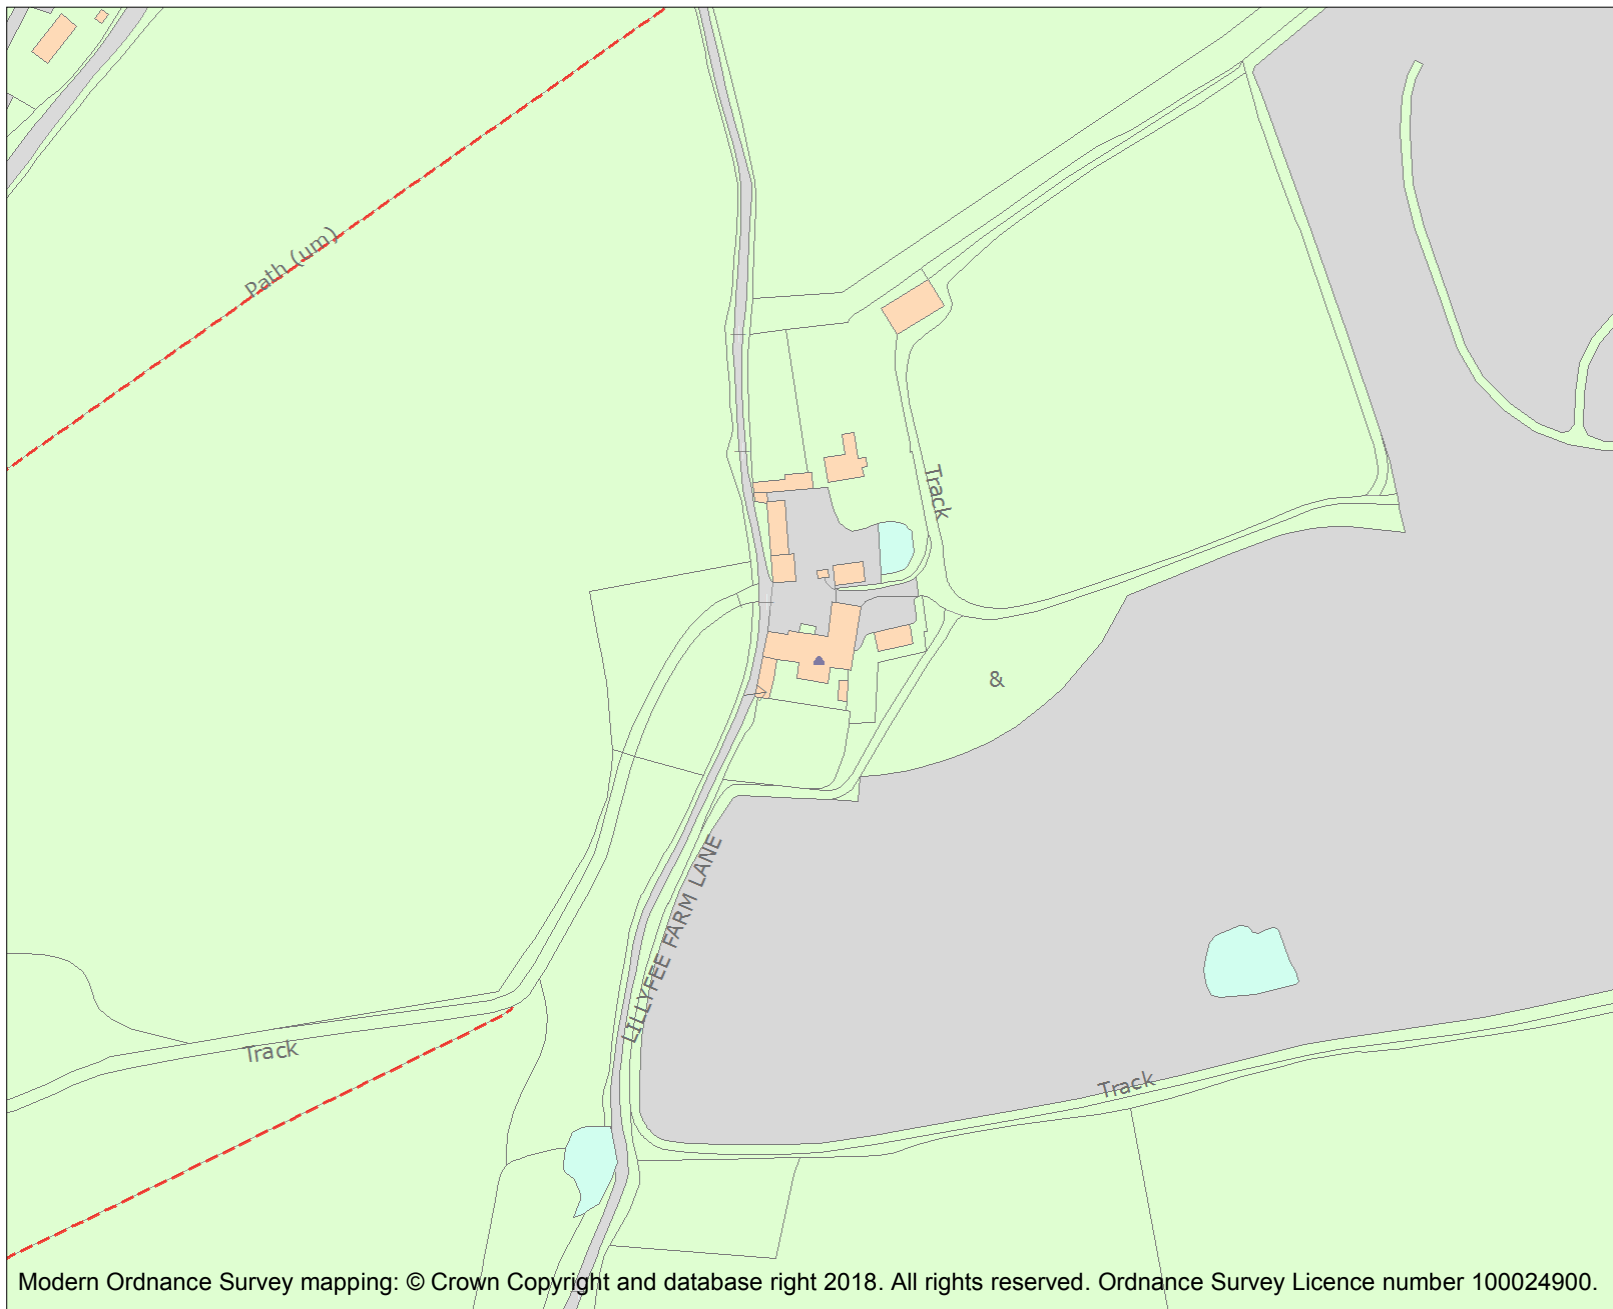 Path (um)
Track
&
LILLYFEE FARM LANE
Track
Track
Modern Ordnance Survey mapping: © Crown Copyright and database right 2018. All rights reserved. Ordnance Survey Licence number 100024900.